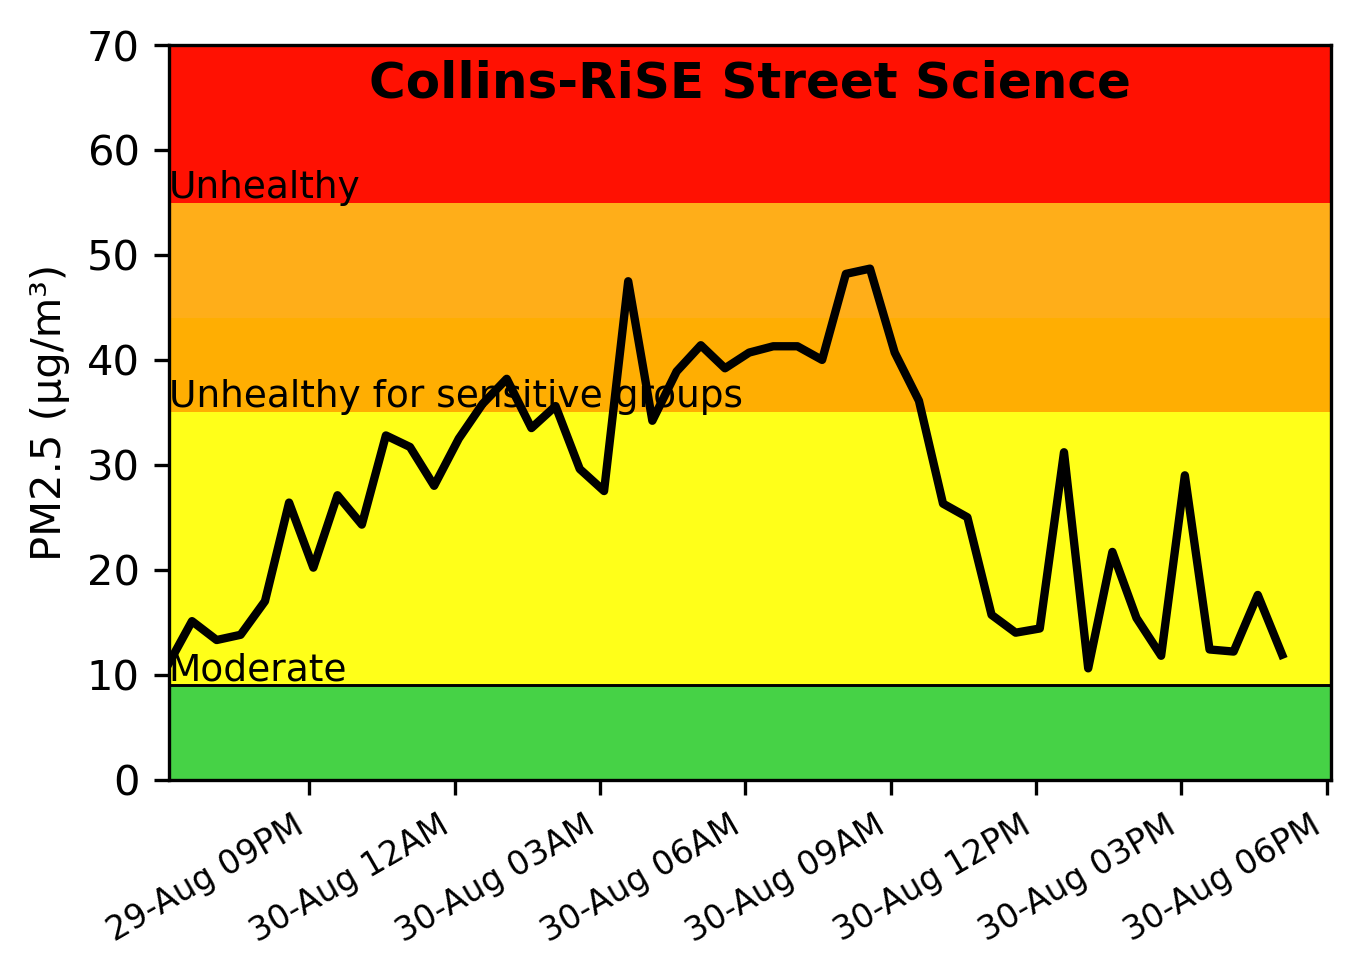 Collins-RiSE Street Science
70
60
50
40
30
20
10
0
PM2.5 (µg/m³)
Unhealthy
Unhealthy for sensitive groups
Moderate
29-Aug 09PM
30-Aug 12AM
30-Aug 03AM
30-Aug 06AM
30-Aug 09AM
30-Aug 12PM
30-Aug 03PM
30-Aug 06PM